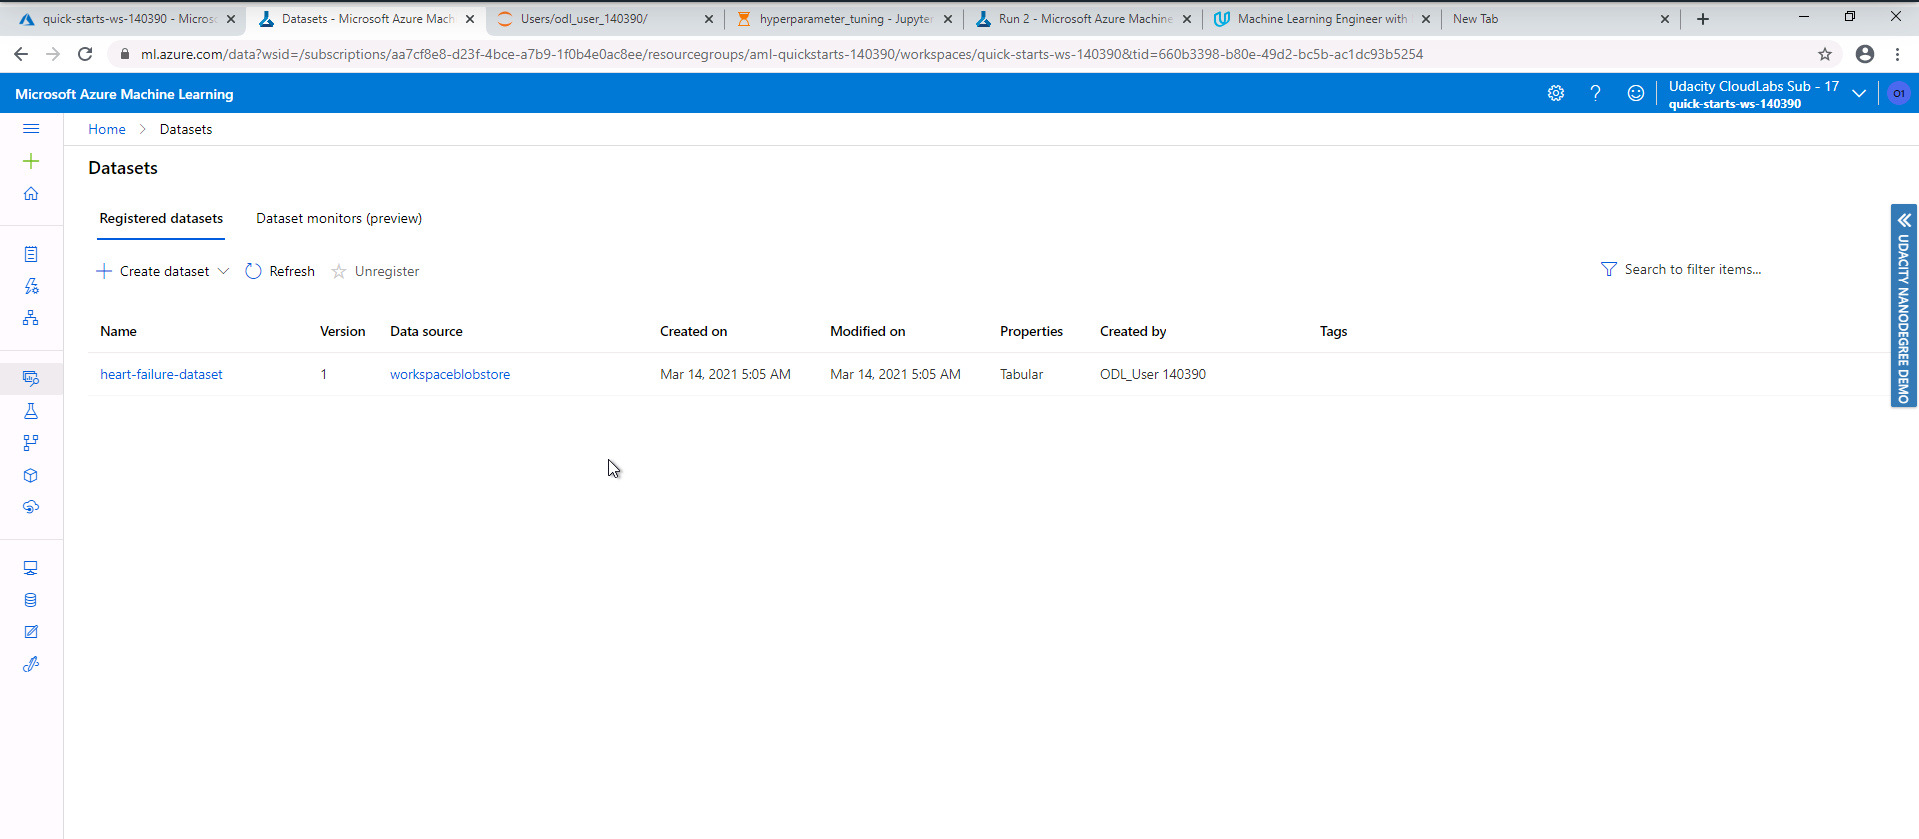 quick-starts-ws-140390 - Microso
Datasets - Microsoft Azure Mach
Users/odl_user_140390/
hyperparameter_tuning - Jupyter
Run 2 - Microsoft Azure Machine
Machine Learning Engineer with
New Tab
ml.azure.com/data?wsid=/subscriptions/aa7cf8e8-d23f-4bce-a7b9-1f0b4e0ac8ee/resourcegroups/aml-quickstarts-140390/workspaces/quick-starts-ws-140390&tid=660b3398-b80e-49d2-bc5b-ac1dc93b5254
Microsoft Azure Machine Learning
Udacity CloudLabs Sub - 17
quick-starts-ws-140390
O1
Home > Datasets
Datasets
Registered datasets
Dataset monitors (preview)
Create dataset
Refresh
Unregister
Search to filter items...
Name Version Data source Created on Modified on Properties Created by Tags
heart-failure-dataset 1 workspaceblobstore Mar 14, 2021 5:05 AM Mar 14, 2021 5:05 AM Tabular ODL_User 140390
UDACITY NANODEGREE DEMO